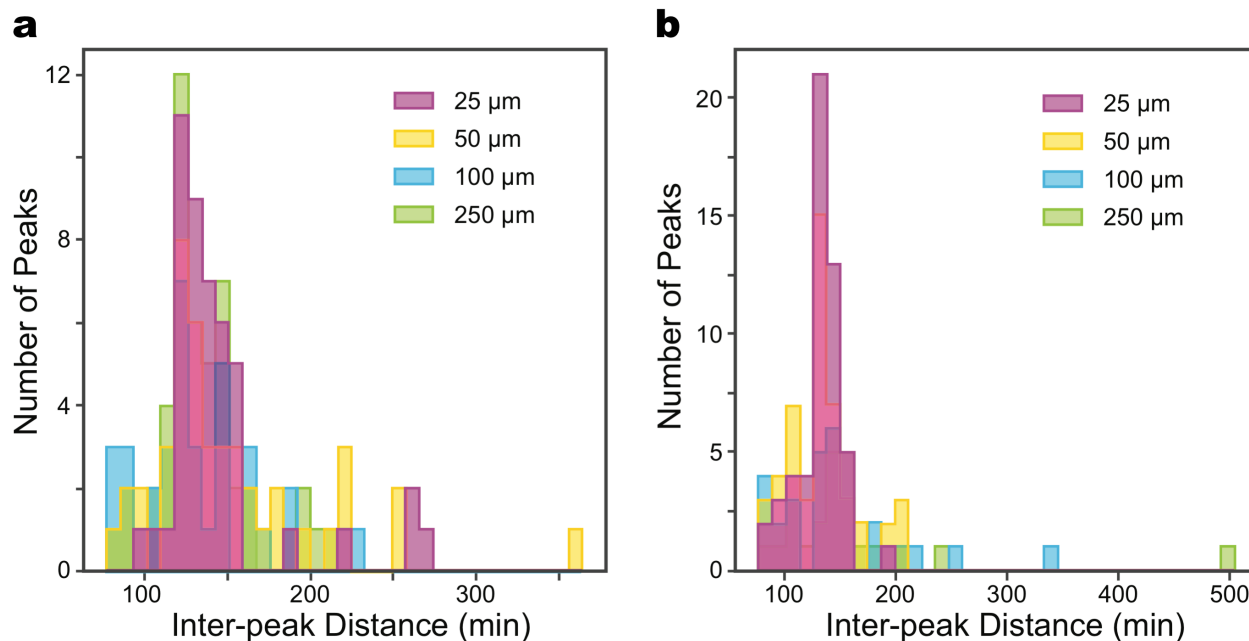 a
12
8
4
0
100
200
300
Number of Peaks
Inter-peak Distance (min)
25 µm
50 µm
100 µm
250 µm
b
20
15
10
5
0
100
200
300
400
500
Number of Peaks
Inter-peak Distance (min)
25 µm
50 µm
100 µm
250 µm